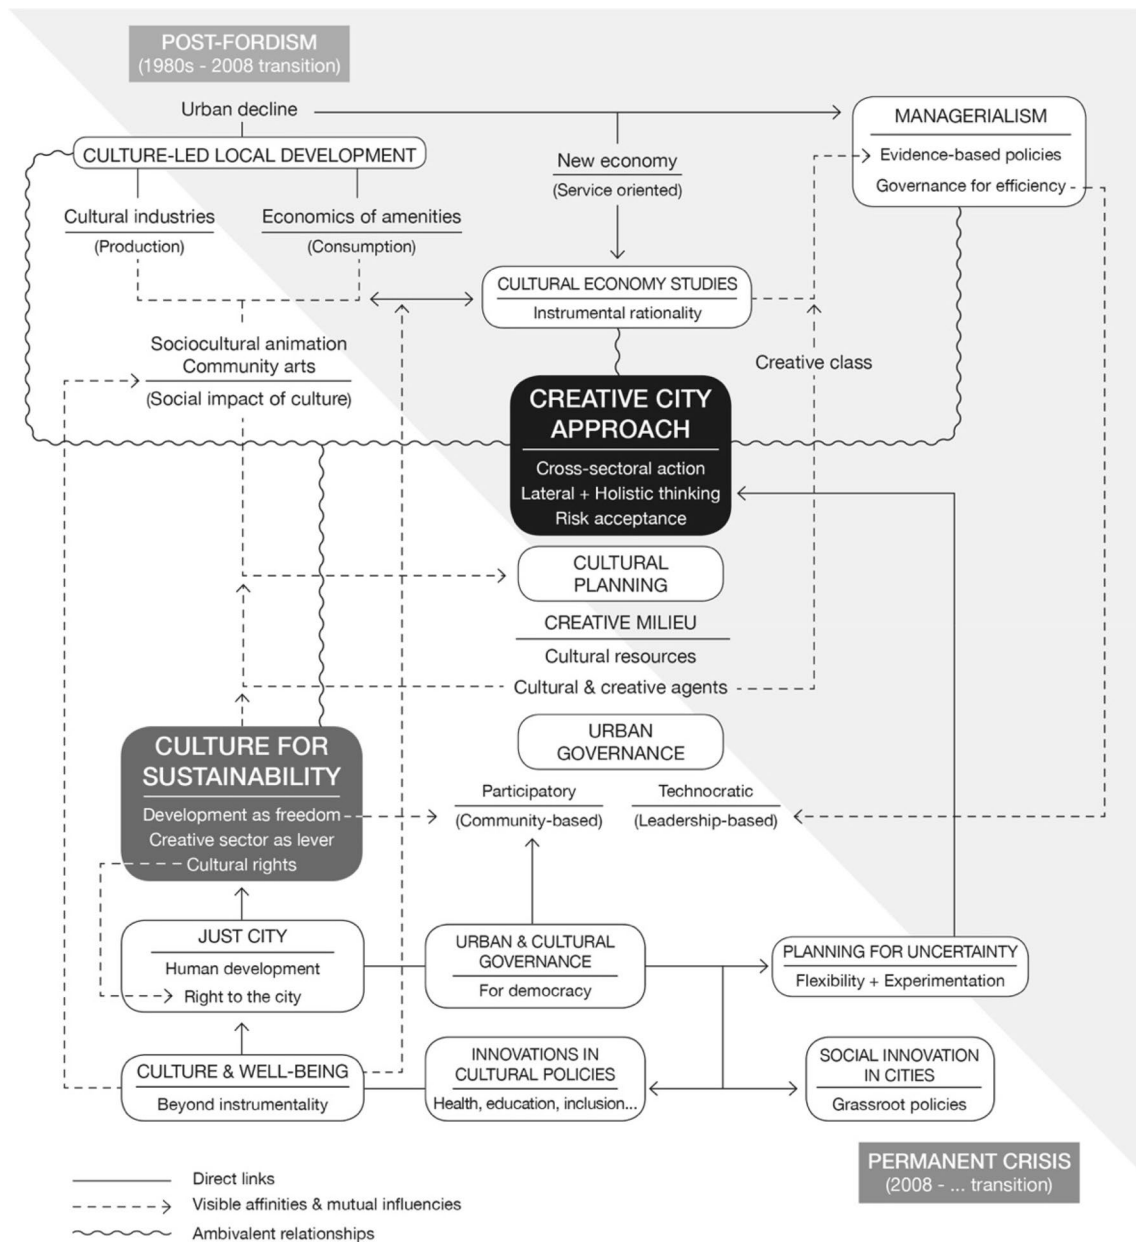 POST-FORDISM
(1980s - 2008 transition)
Urban decline
CULTURE-LED LOCAL DEVELOPMENT
Cultural industries
(Production)
Economics of amenities
(Consumption)
New economy
(Service oriented)
MANAGERIALISM
Evidence-based policies
Governance for efficiency
CULTURAL ECONOMY STUDIES
Instrumental rationality
Sociocultural animation
Community arts
(Social impact of culture)
Creative class
CREATIVE CITY
APPROACH
Cross-sectoral action
Lateral + Holistic thinking
Risk acceptance
CULTURAL
PLANNING
CREATIVE MILIEU
Cultural resources
Cultural & creative agents
URBAN
GOVERNANCE
Participatory
(Community-based)
Technocratic
(Leadership-based)
CULTURE FOR
SUSTAINABILITY
Development as freedom
Creative sector as lever
Cultural rights
JUST CITY
Human development
Right to the city
URBAN & CULTURAL
GOVERNANCE
For democracy
PLANNING FOR UNCERTAINTY
Flexibility + Experimentation
CULTURE & WELL-BEING
Beyond instrumentality
INNOVATIONS IN
CULTURAL POLICIES
Health, education, inclusion...
SOCIAL INNOVATION
IN CITIES
Grassroot policies
PERMANENT CRISIS
(2008 - ... transition)
Direct links
Visible affinities & mutual influencies
Ambivalent relationships